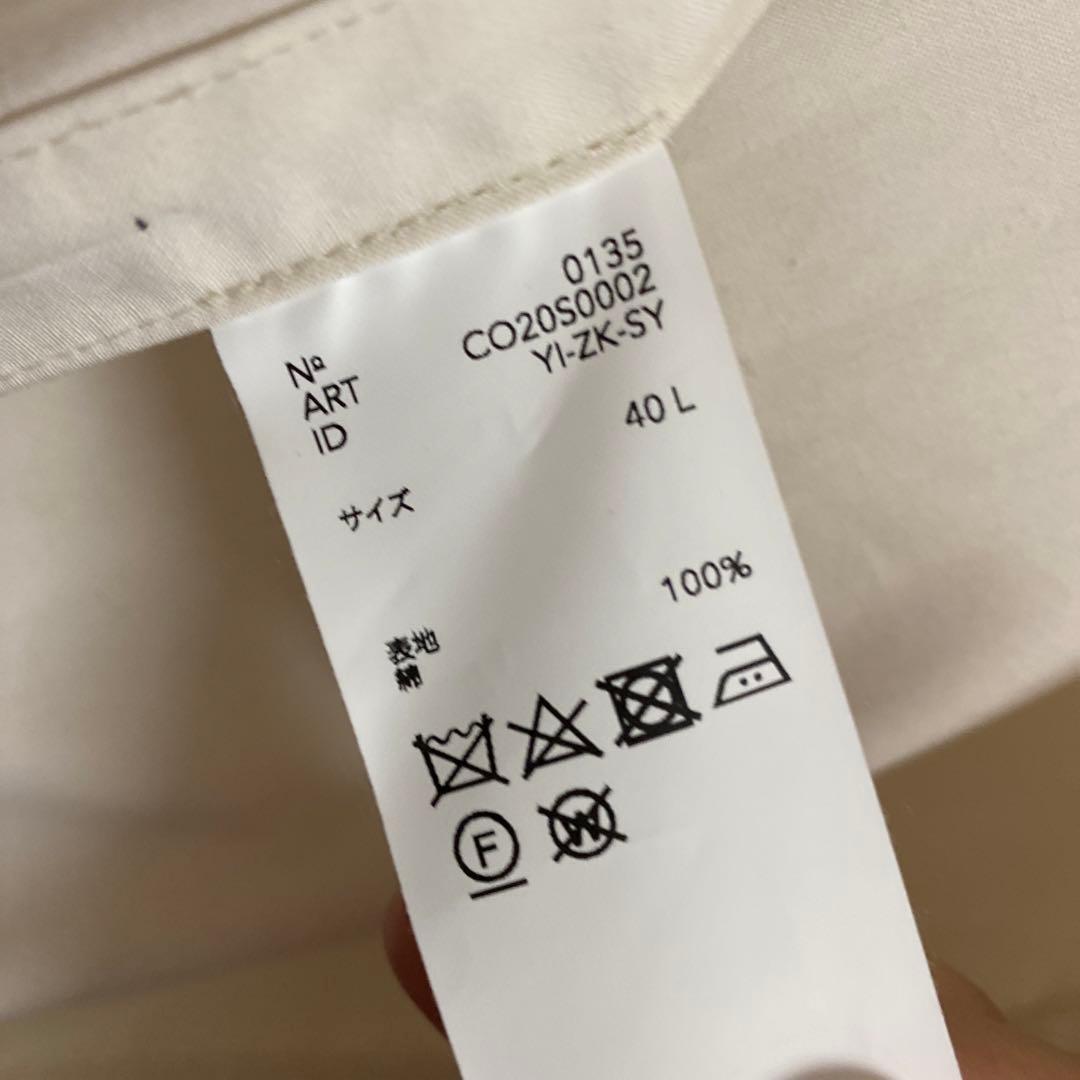 Nº 0135
ART CO20S0002
ID YI-ZK-SY
サイズ 40 L
表地
綿 100%
F
W